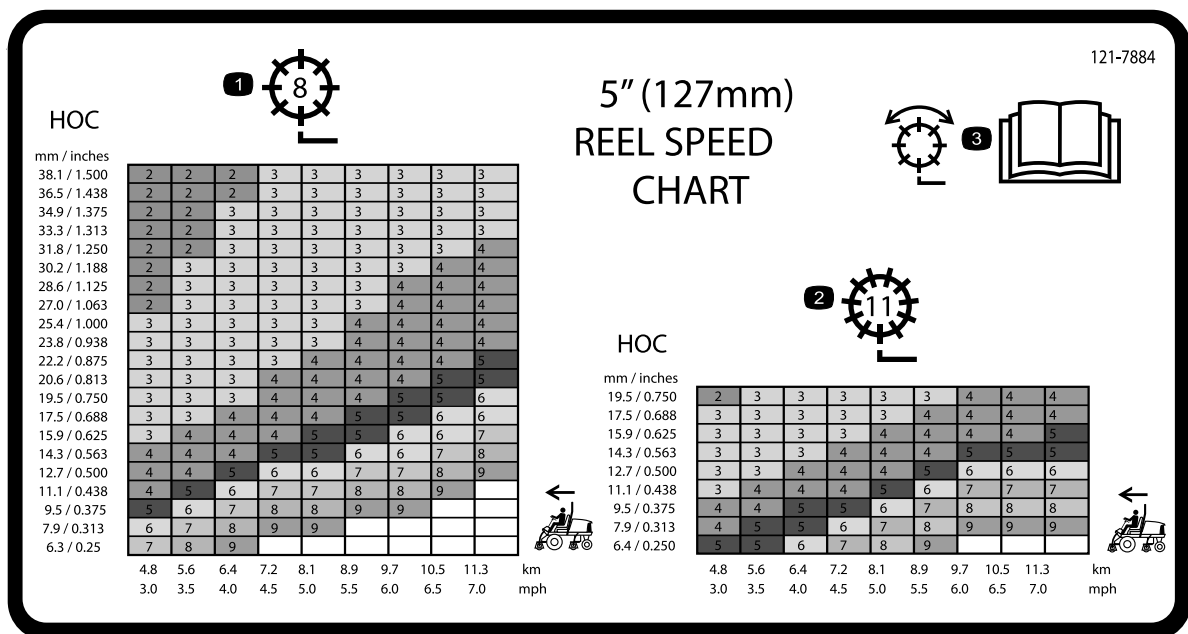 121-7884
5" (127mm)
REEL SPEED
CHART
1
8
HOC
mm / inches
38.1 / 1.500 2 2 2 3 3 3 3 3 3
36.5 / 1.438 2 2 2 3 3 3 3 3 3
34.9 / 1.375 2 2 3 3 3 3 3 3 3
33.3 / 1.313 2 2 3 3 3 3 3 3 3
31.8 / 1.250 2 2 3 3 3 3 3 3 4
30.2 / 1.188 2 3 3 3 3 3 3 4 4
28.6 / 1.125 2 3 3 3 3 3 4 4 4
27.0 / 1.063 2 3 3 3 3 3 4 4 4
25.4 / 1.000 3 3 3 3 3 4 4 4 4
23.8 / 0.938 3 3 3 3 3 4 4 4 4
22.2 / 0.875 3 3 3 3 4 4 4 4 5
20.6 / 0.813 3 3 3 4 4 4 4 5 5
19.5 / 0.750 3 3 3 4 4 4 5 5 6
17.5 / 0.688 3 3 4 4 4 5 5 6 6
15.9 / 0.625 3 4 4 4 5 5 6 6 7
14.3 / 0.563 4 4 4 5 5 6 6 7 8
12.7 / 0.500 4 4 5 6 6 7 7 8 9
11.1 / 0.438 4 5 6 7 7 8 8 9
9.5 / 0.375 5 6 7 8 8 9 9
7.9 / 0.313 6 7 8 9 9
6.3 / 0.25 7 8 9
4.8 5.6 6.4 7.2 8.1 8.9 9.7 10.5 11.3 km
3.0 3.5 4.0 4.5 5.0 5.5 6.0 6.5 7.0 mph
3
2
11
HOC
mm / inches
19.5 / 0.750 2 3 3 3 3 3 4 4 4
17.5 / 0.688 3 3 3 3 3 4 4 4 4
15.9 / 0.625 3 3 3 3 4 4 4 4 5
14.3 / 0.563 3 3 3 4 4 4 5 5 5
12.7 / 0.500 3 3 4 4 4 5 6 6 6
11.1 / 0.438 3 4 4 4 5 6 7 7 7
9.5 / 0.375 4 4 5 5 6 7 8 8 8
7.9 / 0.313 4 5 5 6 7 8 9 9 9
6.4 / 0.250 5 5 6 7 8 9
4.8 5.6 6.4 7.2 8.1 8.9 9.7 10.5 11.3 km
3.0 3.5 4.0 4.5 5.0 5.5 6.0 6.5 7.0 mph